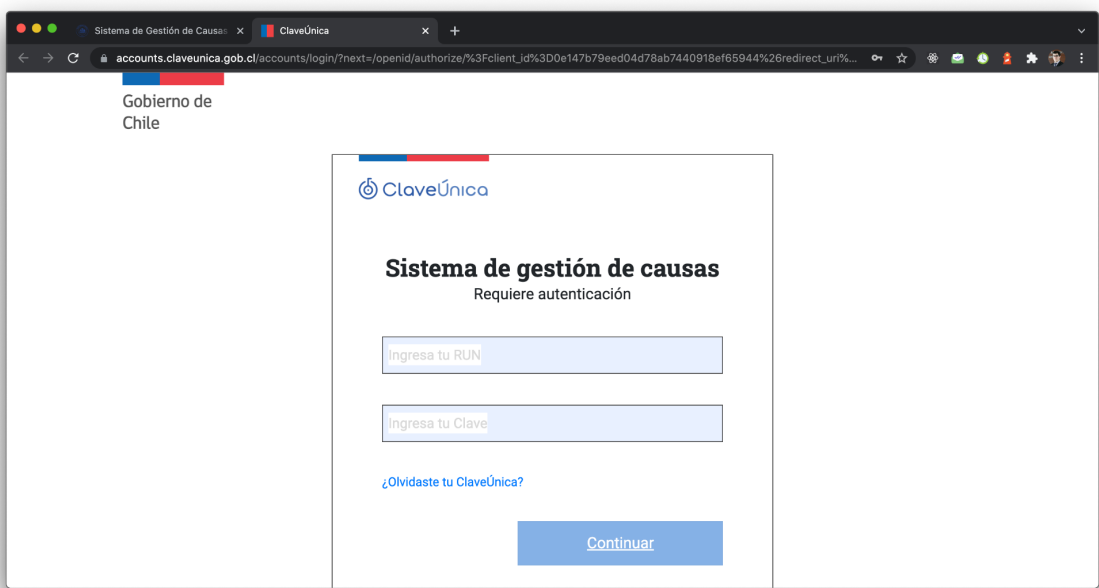 Sistema de Gestión de Causas
ClaveÚnica
accounts.claveunica.gob.cl/accounts/login/?next=/openid/authorize/%3Fclient_id%3D0e147b79eed04d78ab7440918ef65944%26redirect_uri%...
Gobierno de
Chile
ClaveÚnica
Sistema de gestión de causas
Requiere autenticación
Ingresa tu RUN
Ingresa tu Clave
¿Olvidaste tu ClaveÚnica?
Continuar